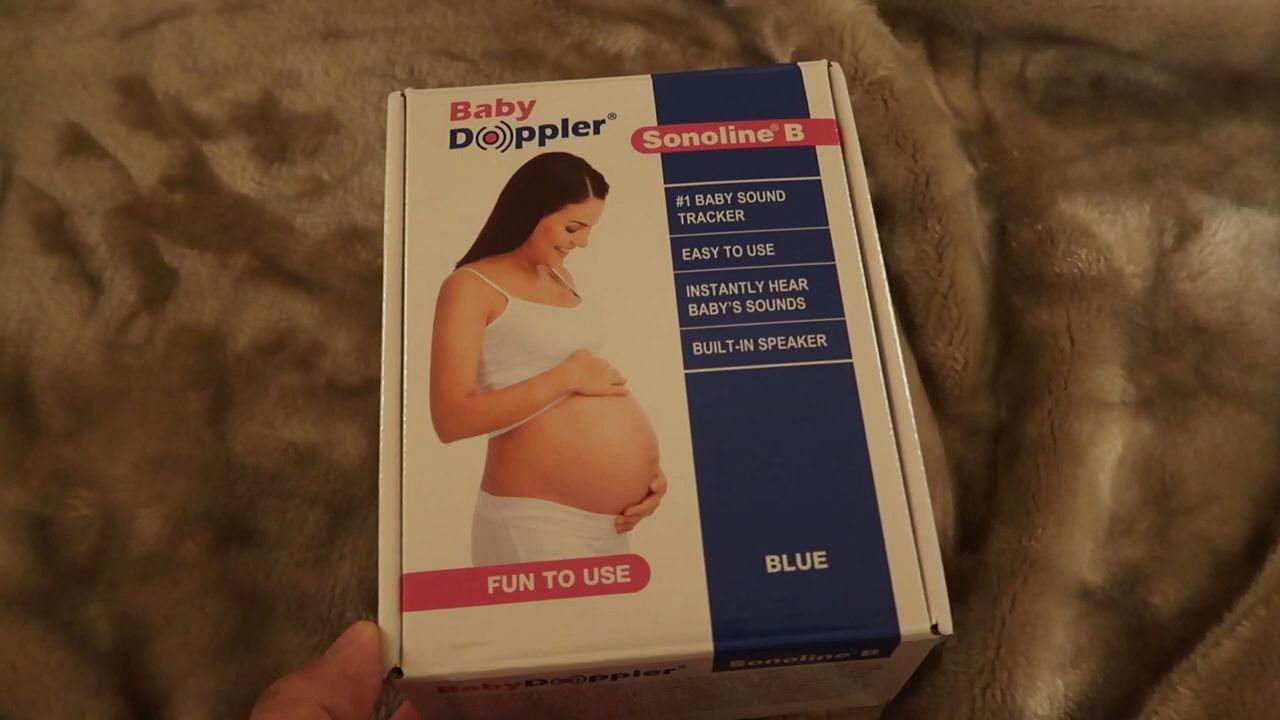 Baby
Doppler®
Sonoline® B
#1 BABY SOUND
TRACKER
EASY TO USE
INSTANTLY HEAR
BABY'S SOUNDS
BUILT-IN SPEAKER
BLUE
FUN TO USE
BabyDoppler®
Sonoline® B